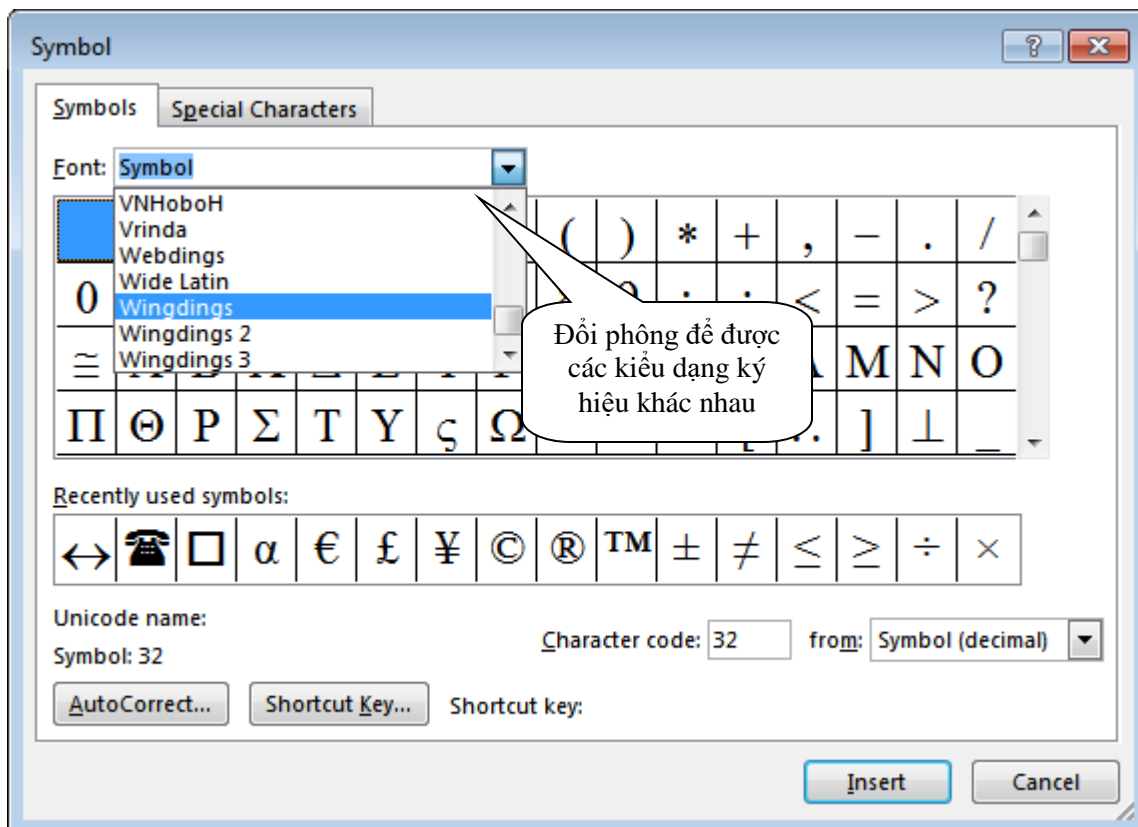 Symbol
Symbols Special Characters
Font: Symbol
VNHoboH
Vrinda
Webdings
Wide Latin
Wingdings
Wingdings 2
Wingdings 3
( ) * + , − . /
0 < = > ?
≅ M N O
Π Θ Ρ Σ Τ Υ ς Ω ] ⊥ _
Đổi phông để được
các kiểu dạng ký
hiệu khác nhau
Recently used symbols:
↔ ☎ □ α € £ ¥ © ® ™ ± ≠ ≤ ≥ ÷ ×
Unicode name:
Symbol: 32
Character code: 32 from: Symbol (decimal)
AutoCorrect... Shortcut Key... Shortcut key:
Insert Cancel